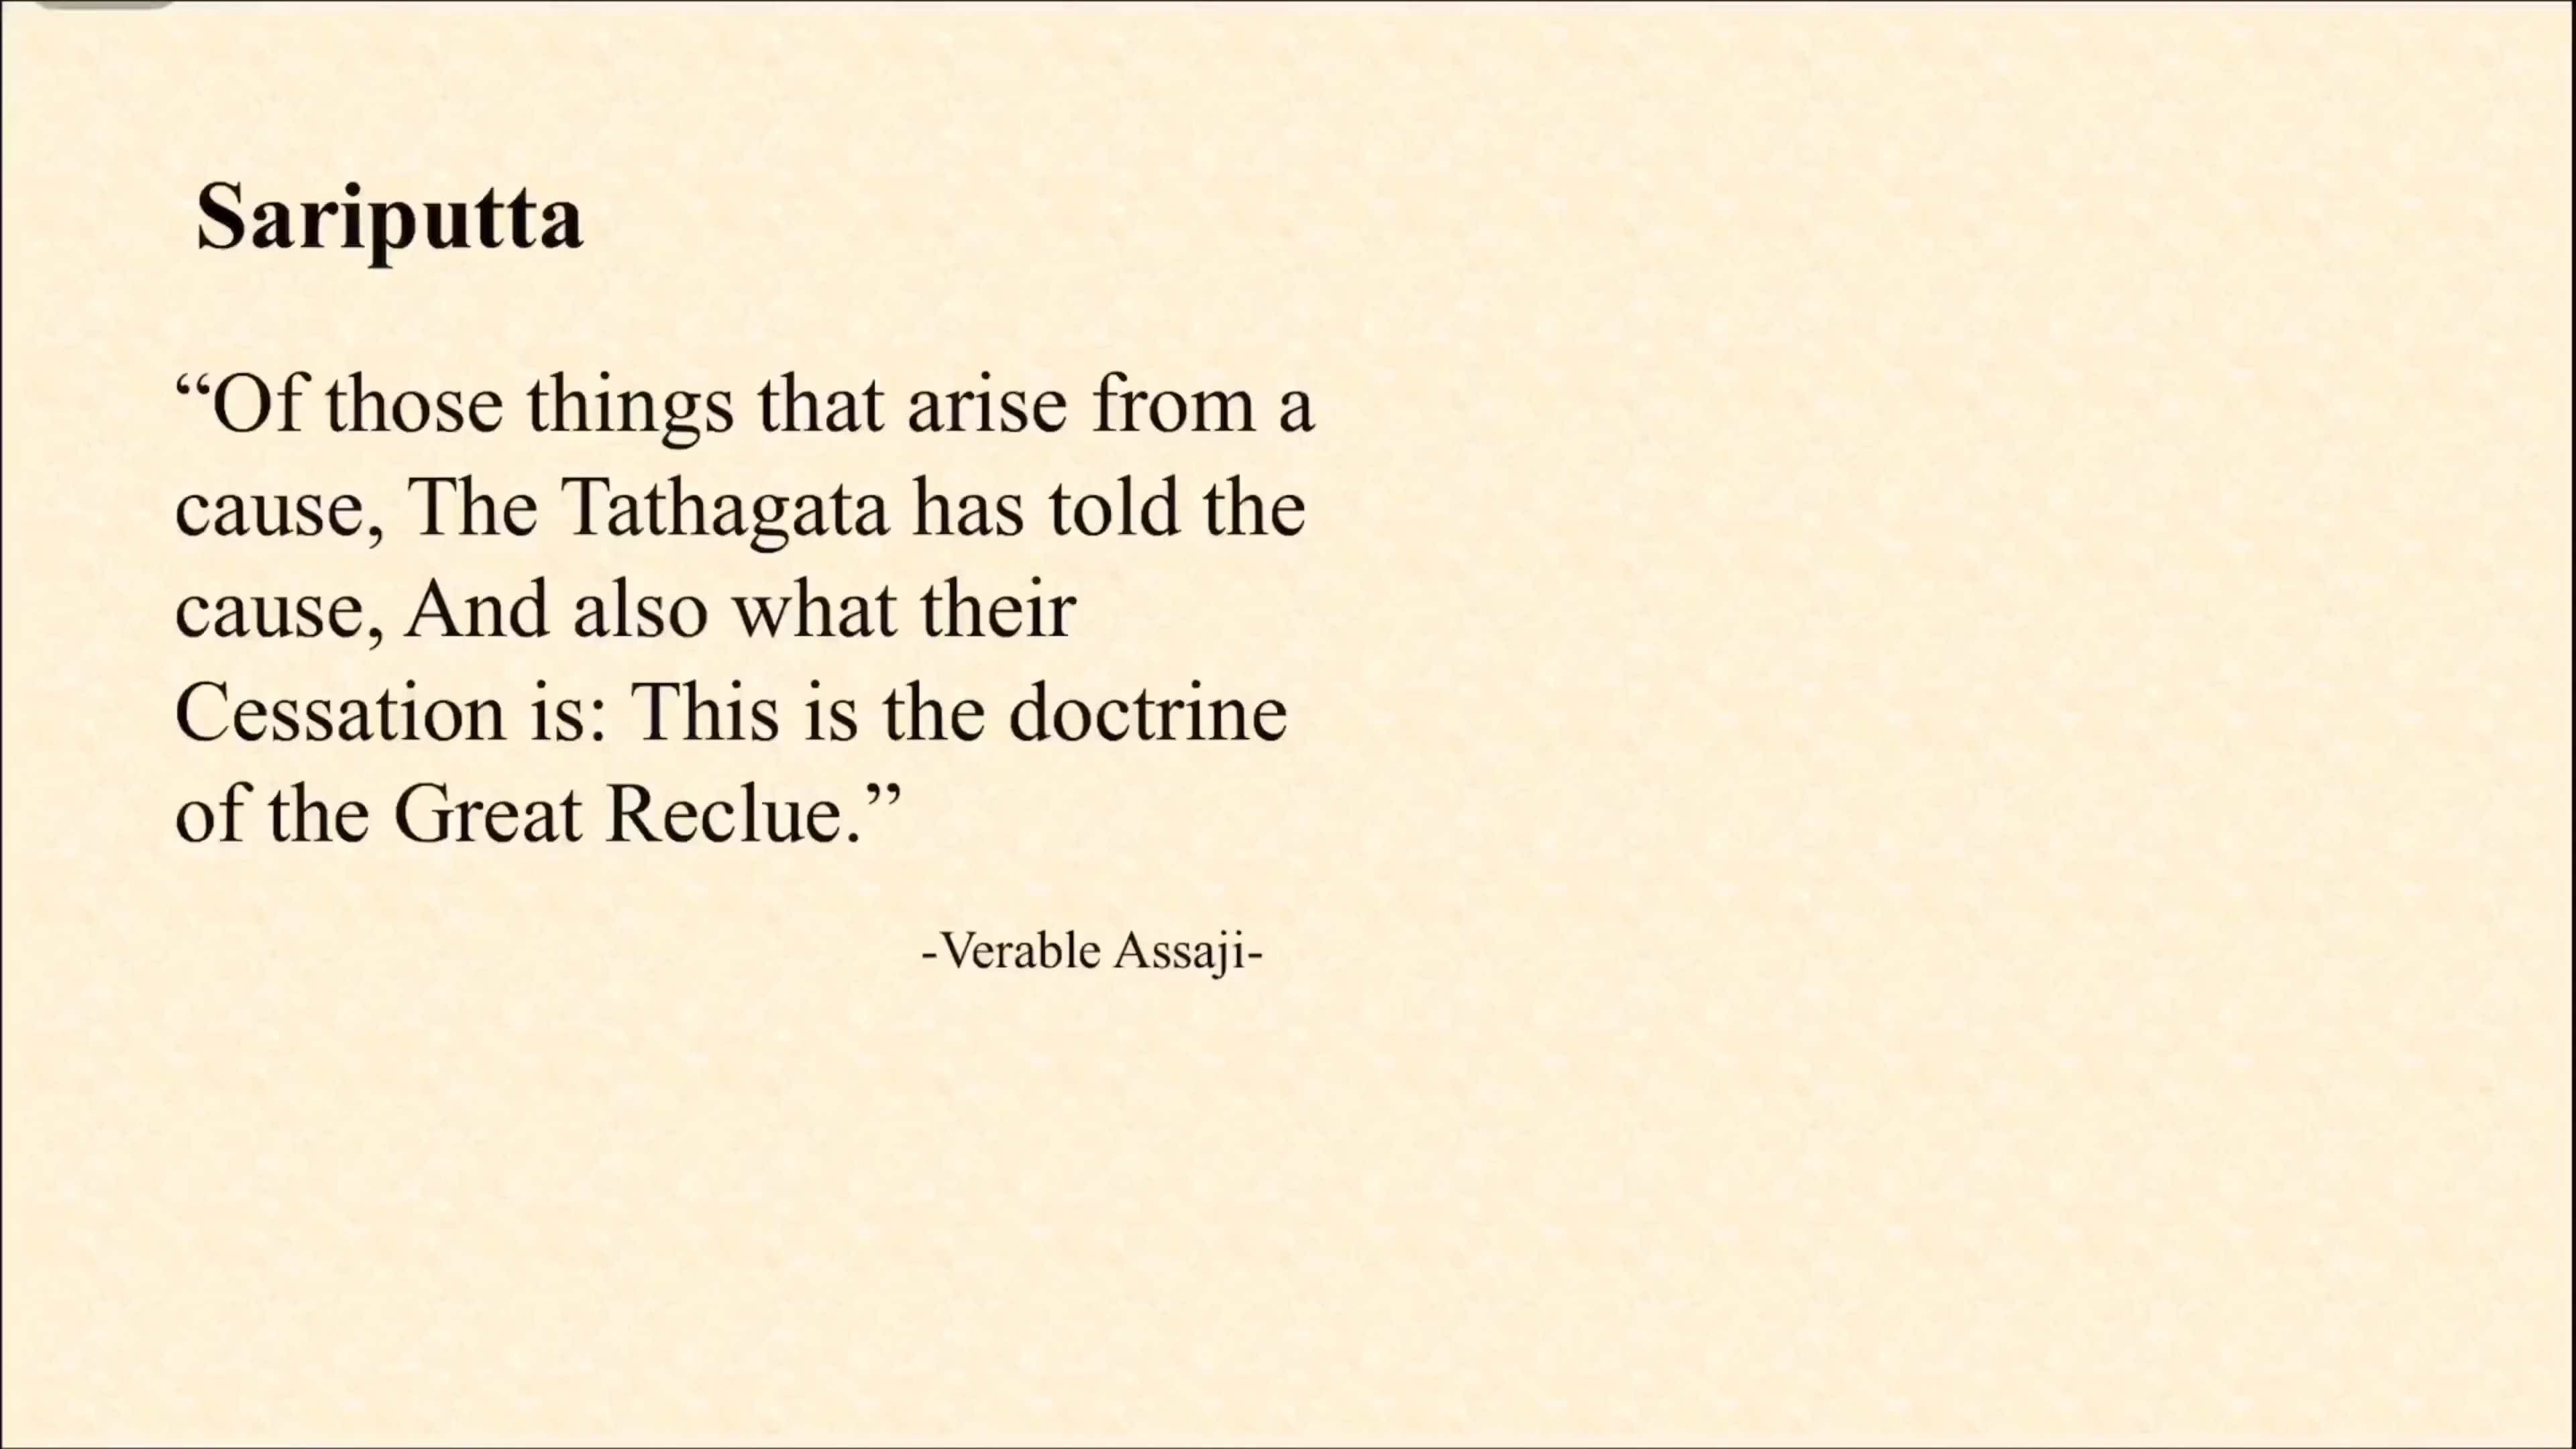 Sariputta
“Of those things that arise from a
cause, The Tathagata has told the
cause, And also what their
Cessation is: This is the doctrine
of the Great Reclue.”
-Verable Assaji-